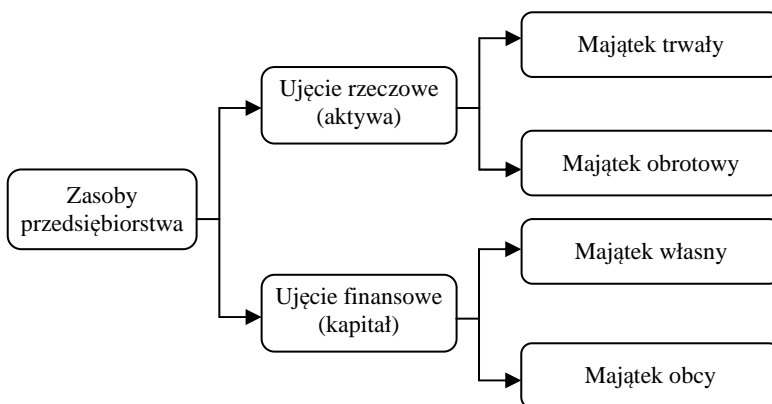 Zasoby
przedsiębiorstwa
Ujęcie rzeczowe
(aktywa)
Majątek trwały
Majątek obrotowy
Ujęcie finansowe
(kapitał)
Majątek własny
Majątek obcy